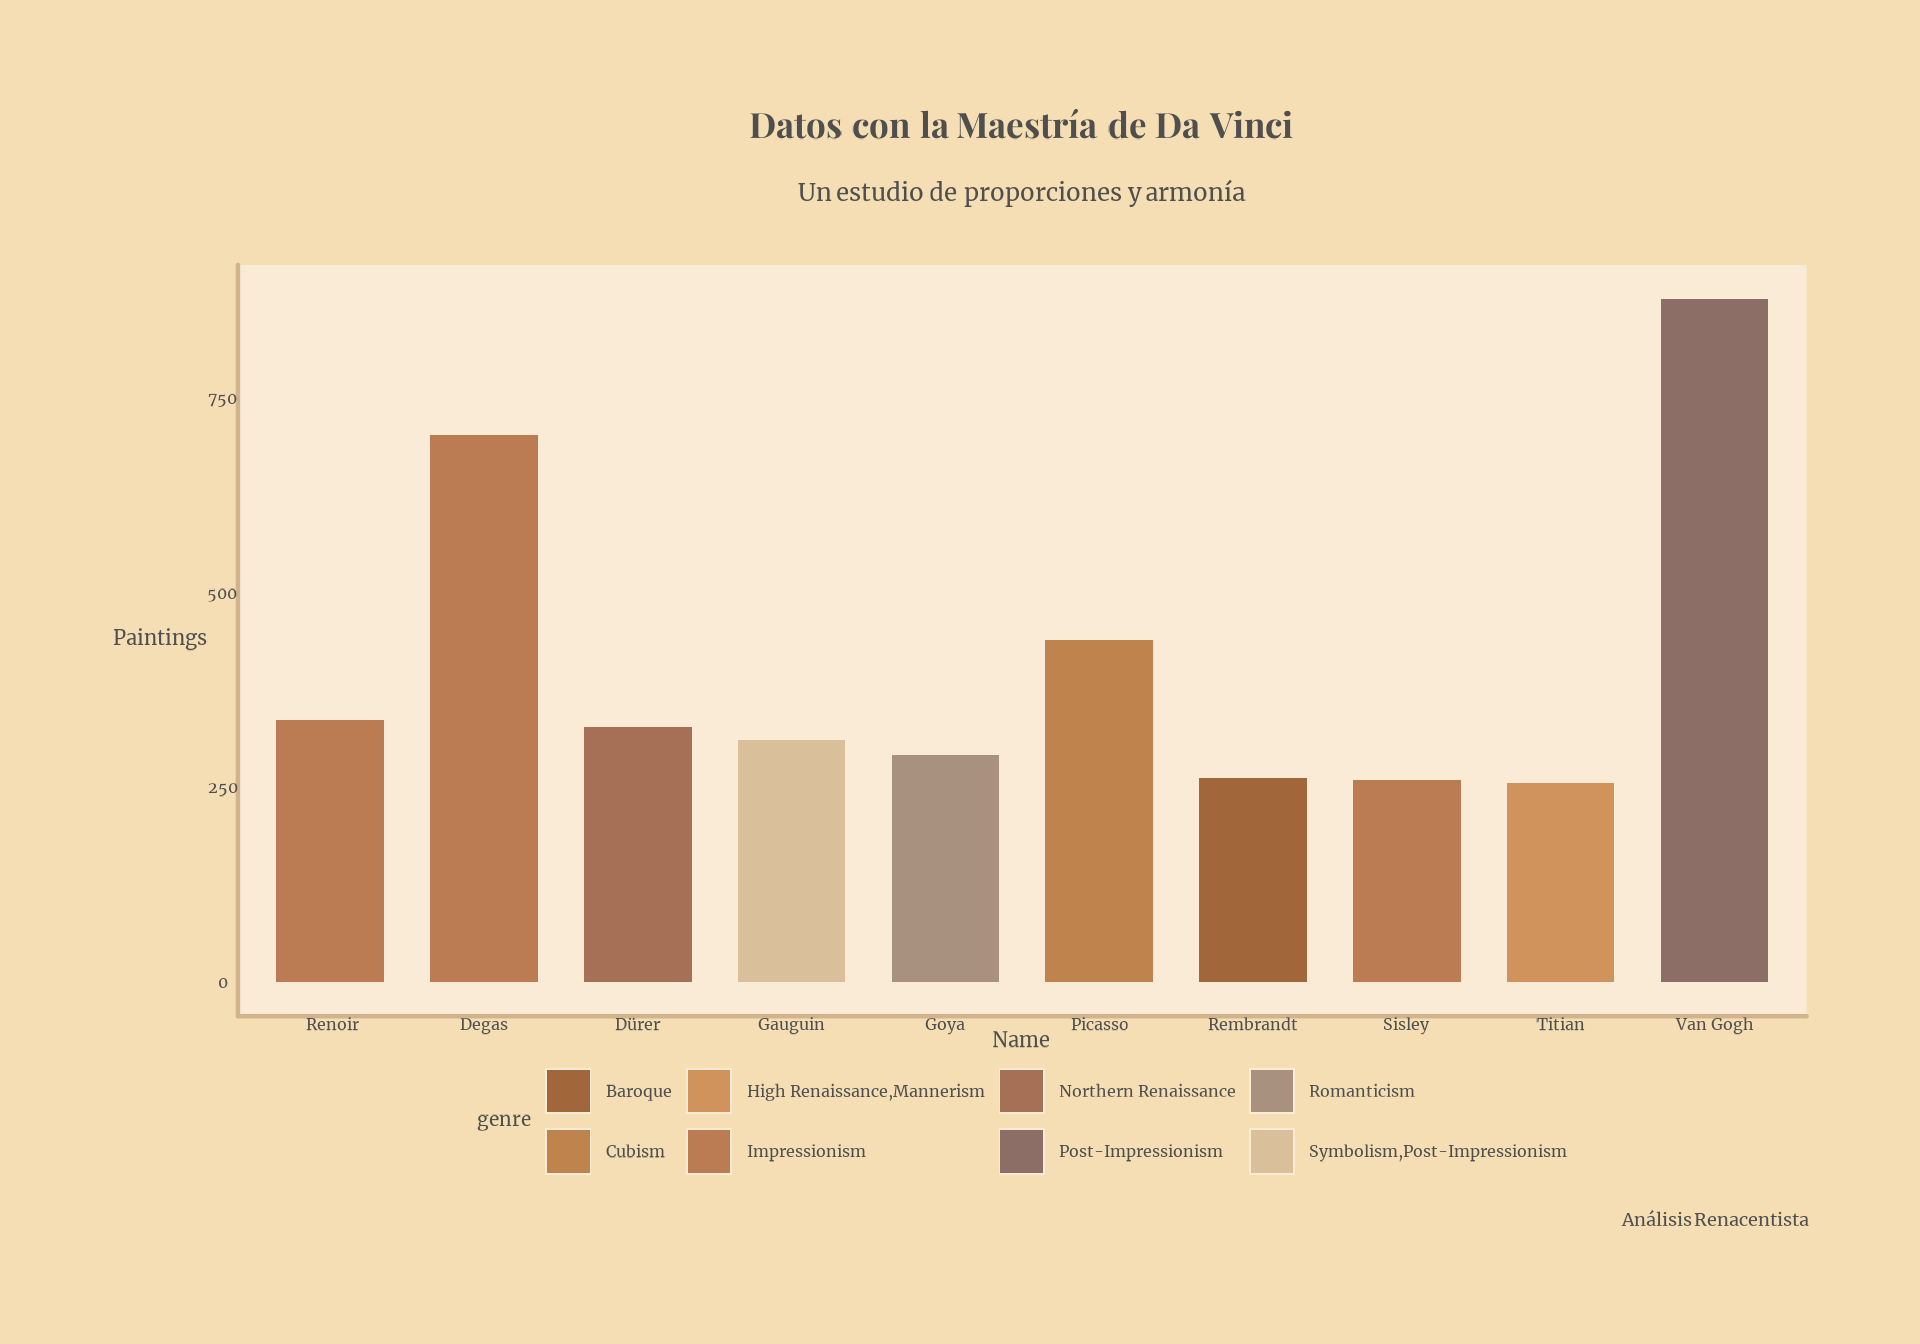 Datos con la Maestría de Da Vinci
Un estudio de proporciones y armonía
750
500
Paintings
250
0
Renoir Degas Dürer Gauguin Goya Picasso Rembrandt Sisley Titian Van Gogh
Name
genre
Baroque High Renaissance,Mannerism Northern Renaissance Romanticism
Cubism Impressionism Post-Impressionism Symbolism,Post-Impressionism
Análisis Renacentista